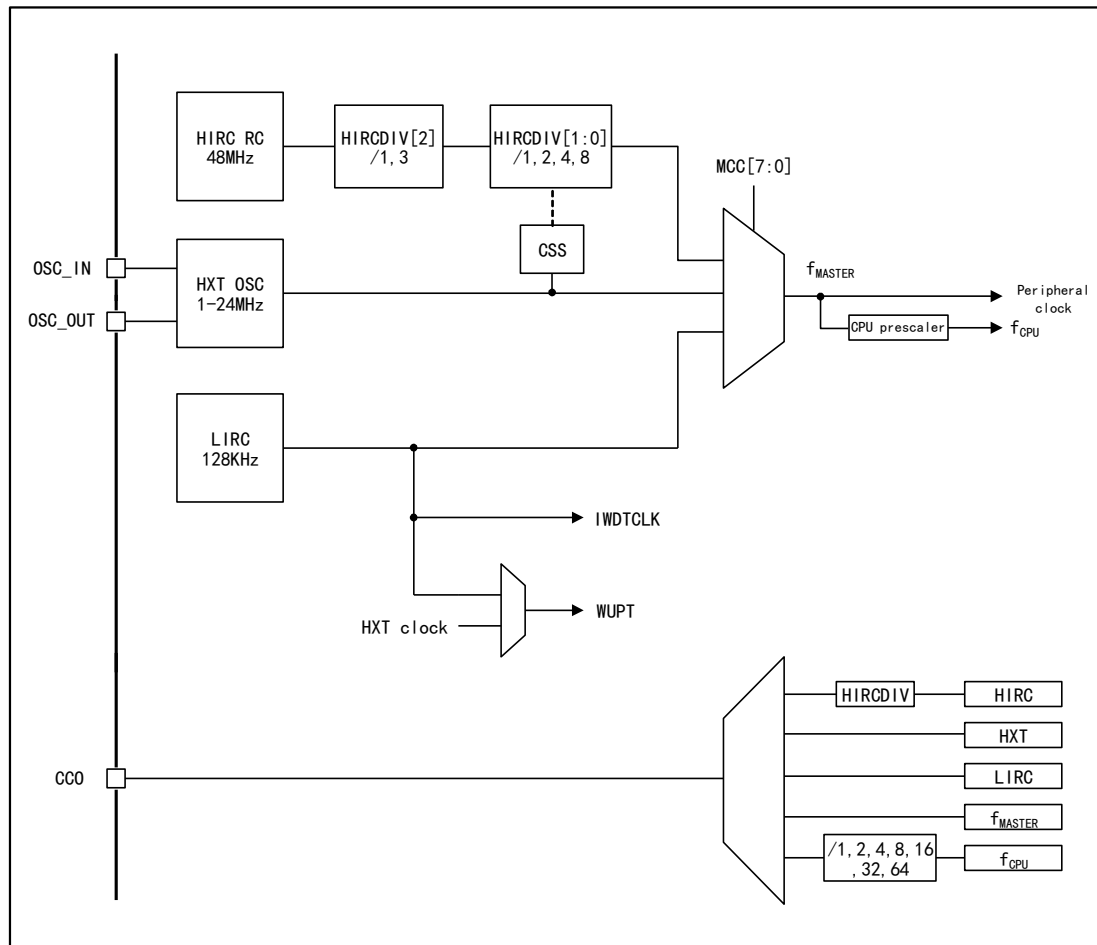 HIRC RC
48MHz
HIRCDIV[2]
/1,3
HIRCDIV[1:0]
/1,2,4,8
MCC[7:0]
CSS
OSC_IN
OSC_OUT
HXT OSC
1-24MHz
fMASTER
Peripheral
clock
CPU prescaler
fCPU
LIRC
128KHz
IWDTCLK
HXT clock
WUPT
HIRCDIV
HIRC
HXT
CCO
LIRC
fMASTER
/1,2,4,8,16
,32,64
fCPU